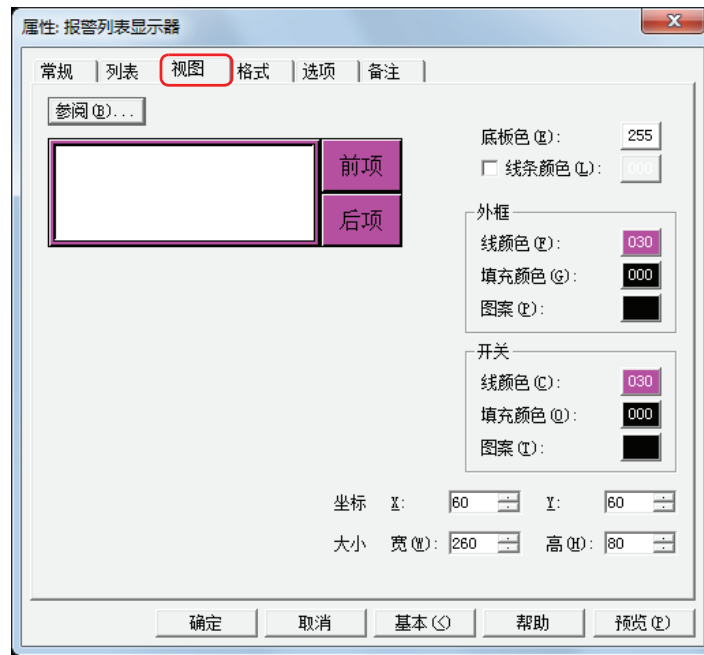 属性: 报警列表显示器
常规 列表 视图 格式 选项 备注
参阅(B)...
前项
后项
底板色(E): 255
线条颜色(L): 000
外框
线颜色(F): 030
填充颜色(G): 000
图案(P):
开关
线颜色(C): 030
填充颜色(O): 000
图案(T):
坐标 X: 60 Y: 60
大小 宽(W): 260 高(H): 80
确定 取消 基本(<) 帮助 预览(P)